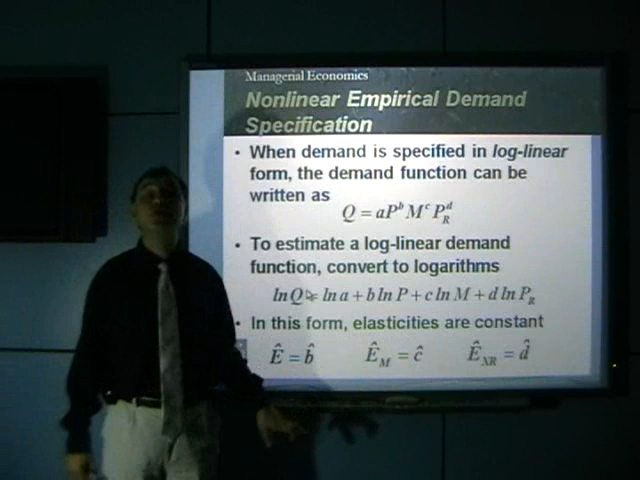 Managerial Economics
Nonlinear Empirical Demand
Specification
• When demand is specified in log-linear
form, the demand function can be
written as
Q = aP^b M^c P_R^d
• To estimate a log-linear demand
function, convert to logarithms
ln Q = ln a + b ln P + c ln M + d ln P_R
• In this form, elasticities are constant
Ê = b̂ Ê_M = ĉ Ê_XR = d̂